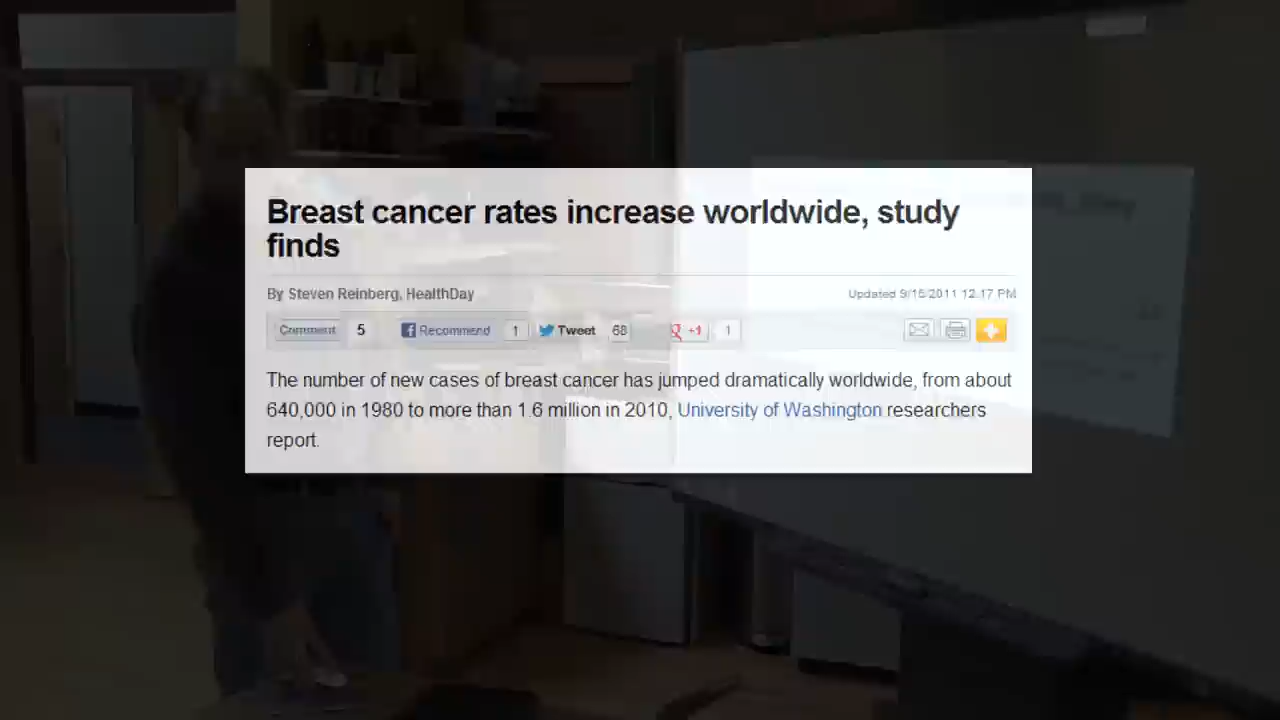 Breast cancer rates increase worldwide, study
finds
By Steven Reinberg, HealthDay
Updated 9/15/2011 12:17 PM
Comment 5 Recommend 1 Tweet 68 +1 1
The number of new cases of breast cancer has jumped dramatically worldwide, from about
640,000 in 1980 to more than 1.6 million in 2010, University of Washington researchers
report.